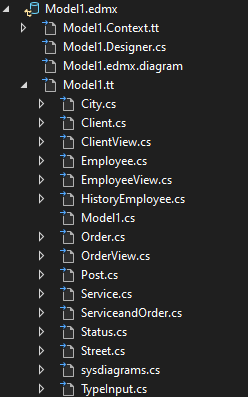 Model1.edmx
Model1.Context.tt
Model1.Designer.cs
Model1.edmx.diagram
Model1.tt
City.cs
Client.cs
ClientView.cs
Employee.cs
EmployeeView.cs
HistoryEmployee.cs
Model1.cs
Order.cs
OrderView.cs
Post.cs
Service.cs
ServiceandOrder.cs
Status.cs
Street.cs
sysdiagrams.cs
TypeInput.cs